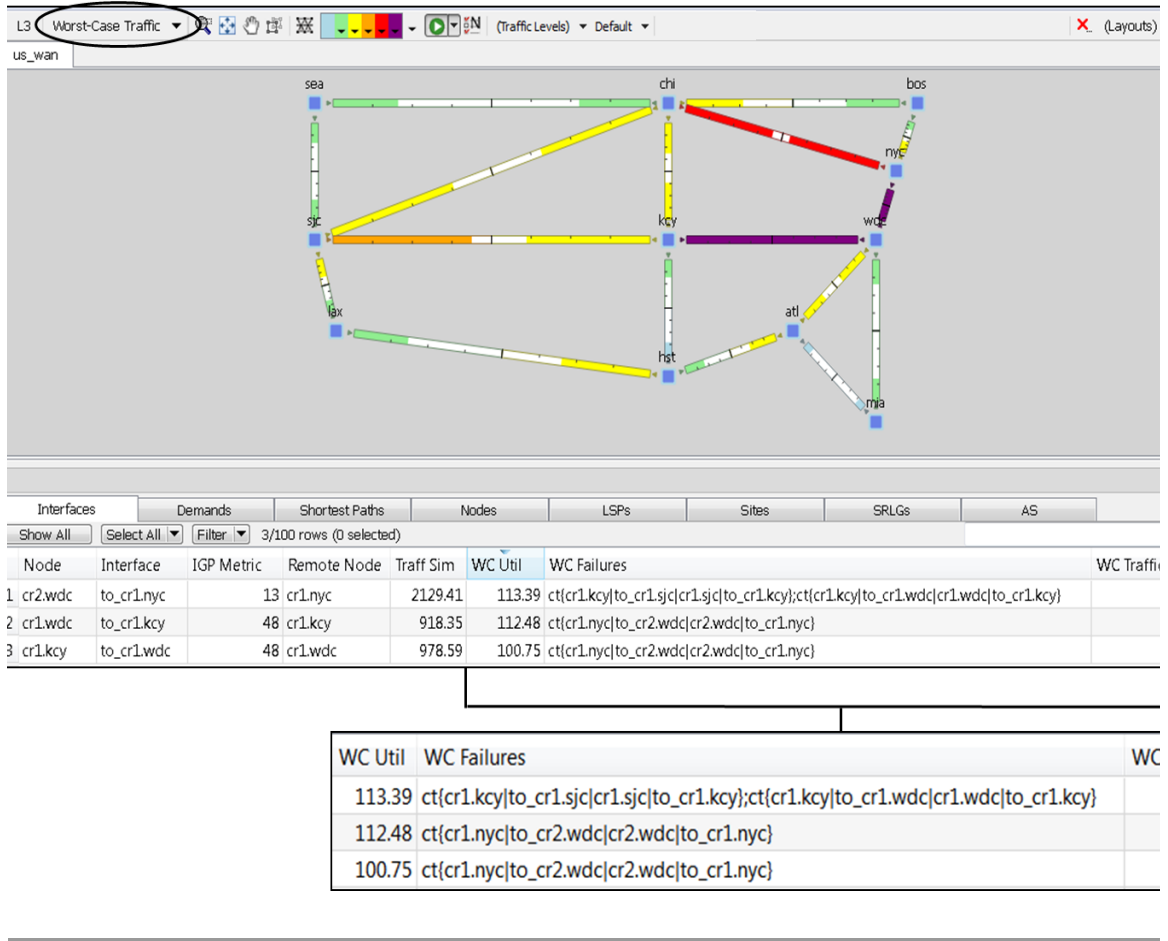 L3 Worst-Case Traffic N (Traffic Levels) Default X (Layouts)
us_wan
sea chi bos
nyc
sjc kcy wdc
lax atl
hst
mia
Interfaces Demands Shortest Paths Nodes LSPs Sites SRLGs AS
Show All Select All Filter 3/100 rows (0 selected)
Node Interface IGP Metric Remote Node Traff Sim WC Util WC Failures WC Traffic
1 cr2.wdc to_cr1.nyc 13 cr1.nyc 2129.41 113.39 ct{cr1.kcy|to_cr1.sjc|cr1.sjc|to_cr1.kcy};ct{cr1.kcy|to_cr1.wdc|cr1.wdc|to_cr1.kcy}
2 cr1.wdc to_cr1.kcy 48 cr1.kcy 918.35 112.48 ct{cr1.nyc|to_cr2.wdc|cr2.wdc|to_cr1.nyc}
3 cr1.kcy to_cr1.wdc 48 cr1.wdc 978.59 100.75 ct{cr1.nyc|to_cr2.wdc|cr2.wdc|to_cr1.nyc}
WC Util WC Failures WC
113.39 ct{cr1.kcy|to_cr1.sjc|cr1.sjc|to_cr1.kcy};ct{cr1.kcy|to_cr1.wdc|cr1.wdc|to_cr1.kcy}
112.48 ct{cr1.nyc|to_cr2.wdc|cr2.wdc|to_cr1.nyc}
100.75 ct{cr1.nyc|to_cr2.wdc|cr2.wdc|to_cr1.nyc}